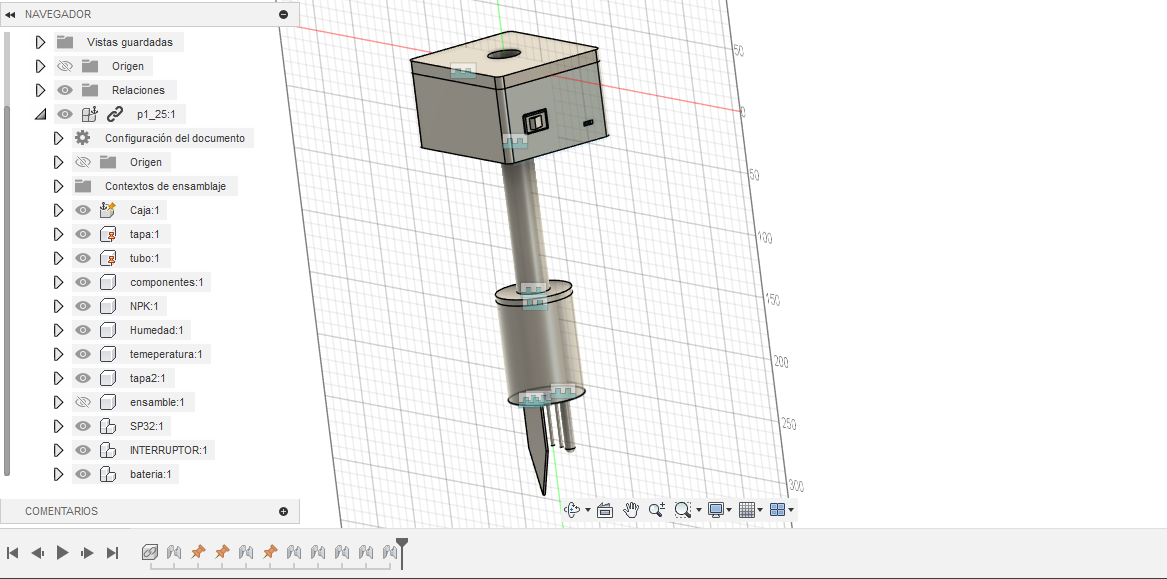 NAVEGADOR
Vistas guardadas
Origen
Relaciones
p1_25:1
Configuración del documento
Origen
Contextos de ensamblaje
Caja:1
tapa:1
tubo:1
componentes:1
NPK:1
Humedad:1
temeperatura:1
tapa2:1
ensamble:1
SP32:1
INTERRUPTOR:1
bateria:1
COMENTARIOS
50
0
50
100
150
200
250
300